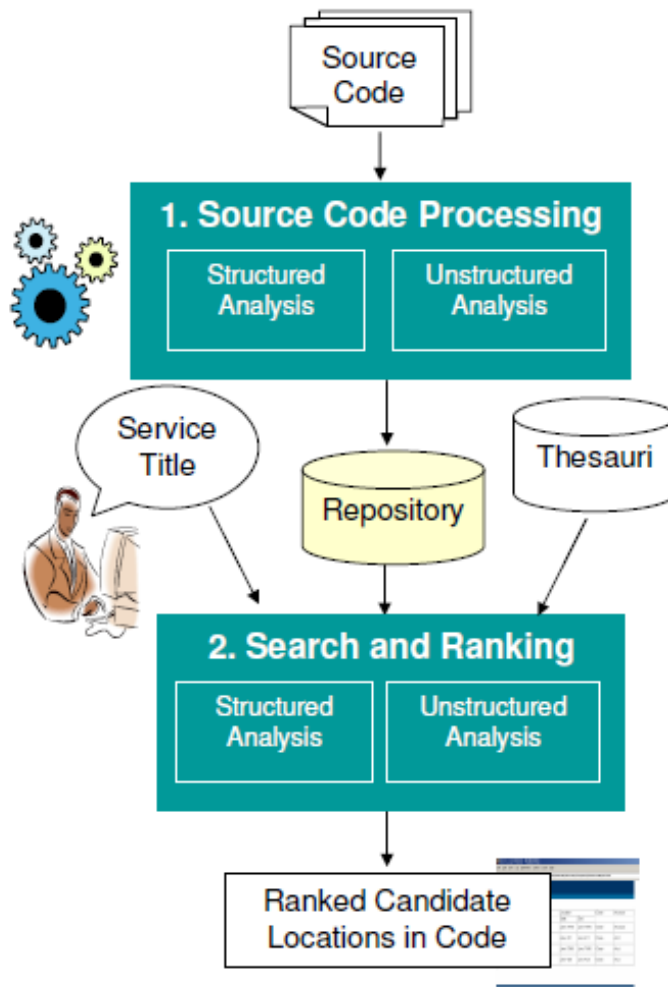 Source
Code
1. Source Code Processing
Structured
Analysis
Unstructured
Analysis
Service
Title
Repository
Thesauri
2. Search and Ranking
Structured
Analysis
Unstructured
Analysis
Ranked Candidate
Locations in Code